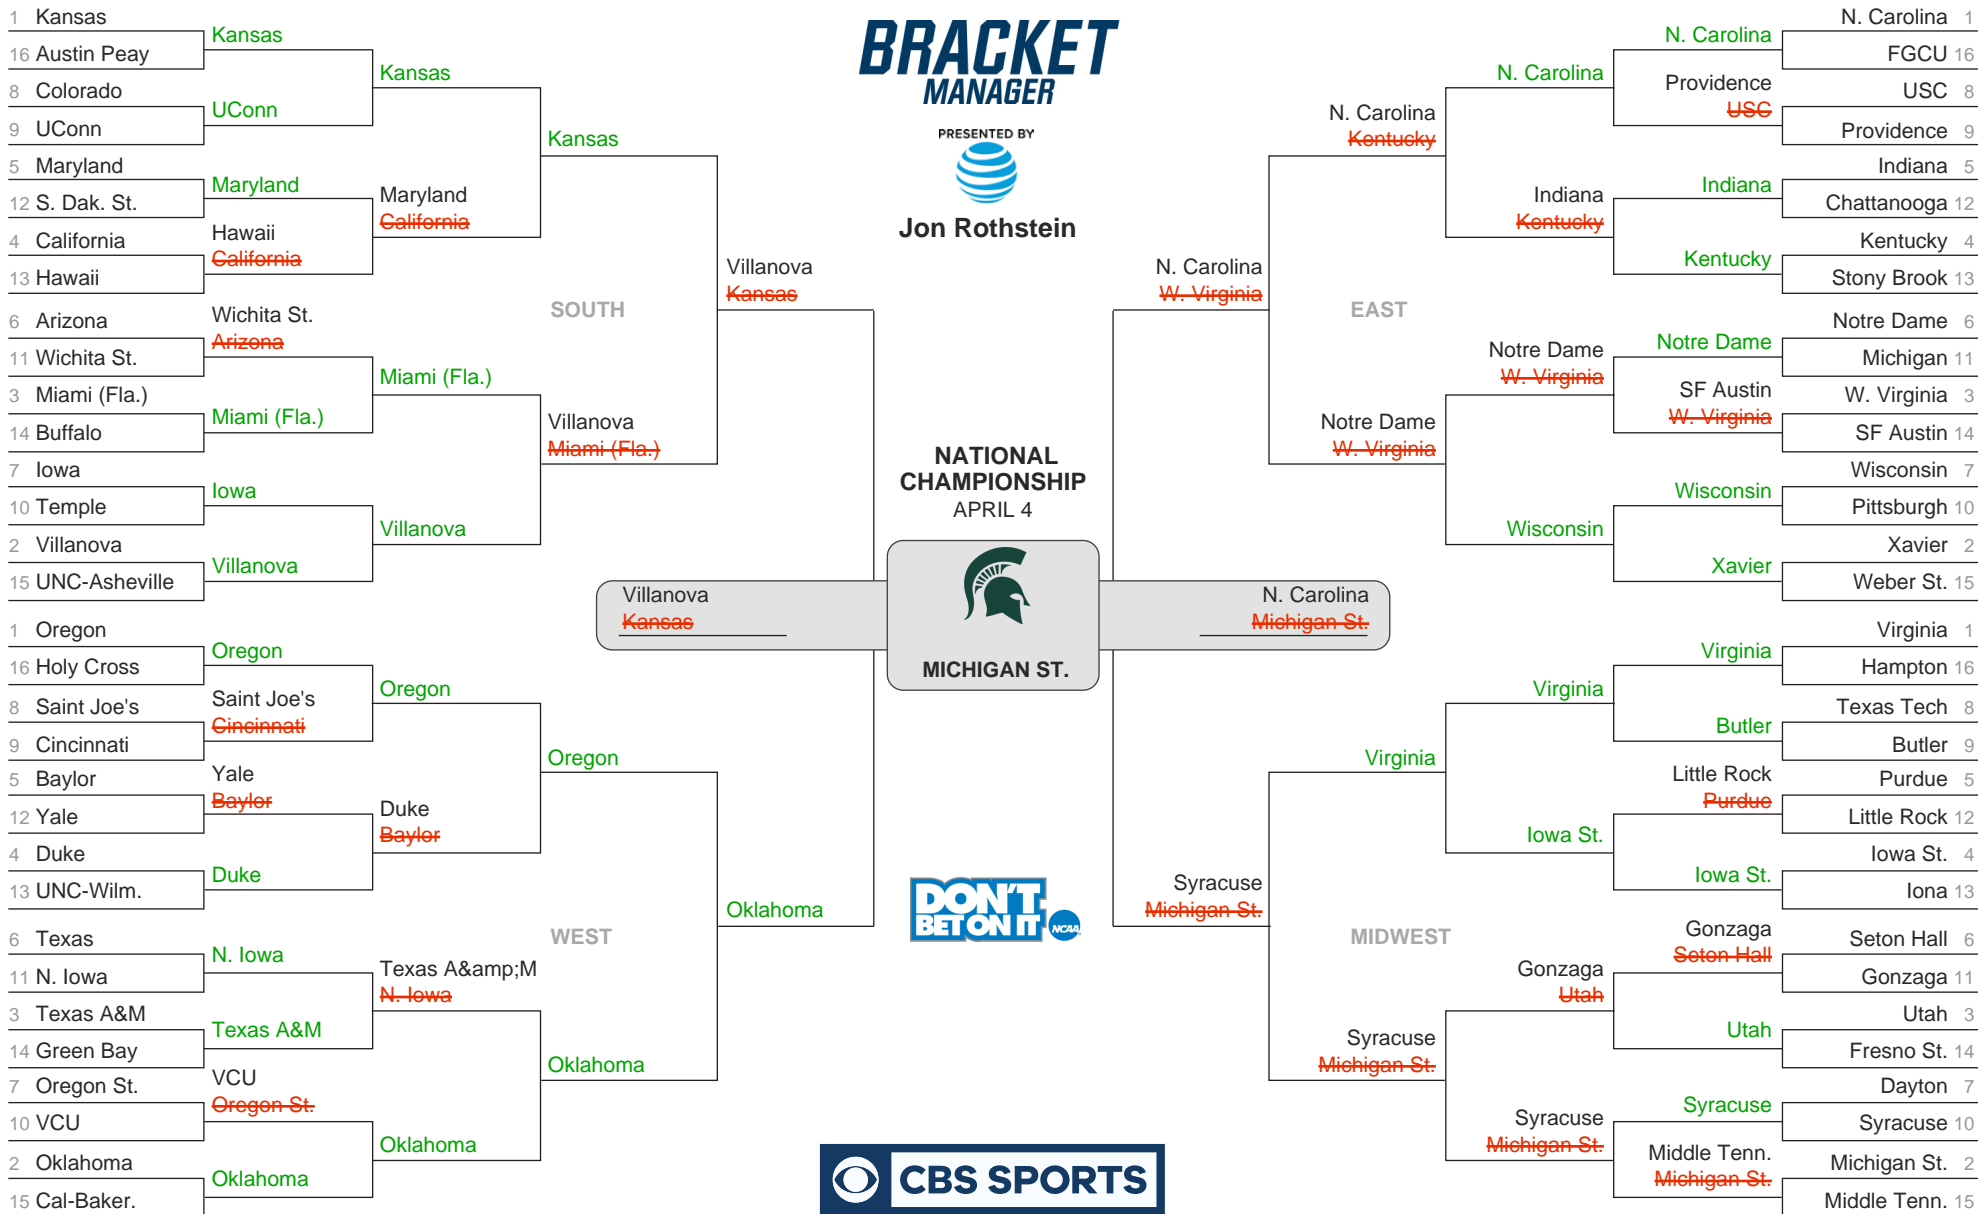 1 Kansas
16 Austin Peay
8 Colorado
9 UConn
5 Maryland
12 S. Dak. St.
4 California
13 Hawaii
6 Arizona
11 Wichita St.
3 Miami (Fla.)
14 Buffalo
7 Iowa
10 Temple
2 Villanova
15 UNC-Asheville
1 Oregon
16 Holy Cross
8 Saint Joe's
9 Cincinnati
5 Baylor
12 Yale
4 Duke
13 UNC-Wilm.
6 Texas
11 N. Iowa
3 Texas A&M
14 Green Bay
7 Oregon St.
10 VCU
2 Oklahoma
15 Cal-Baker.
Kansas
UConn
Maryland
Hawaii
California
Wichita St.
Arizona
Miami (Fla.)
Iowa
Villanova
Oregon
Saint Joe's
Cincinnati
Yale
Baylor
Duke
N. Iowa
Texas A&M
VCU
Oregon St.
Oklahoma
Kansas
Maryland
California
Miami (Fla.)
Villanova
Oregon
Duke
Baylor
Texas A&amp;M
N. Iowa
Oklahoma
Kansas
Villanova
Miami (Fla.)
Oregon
Oklahoma
SOUTH
WEST
Villanova
Kansas
Oklahoma
Villanova
Kansas
BRACKET
MANAGER
PRESENTED BY
Jon Rothstein
NATIONAL
CHAMPIONSHIP
APRIL 4
MICHIGAN ST.
DON'T
BET ON IT
NCAA
CBS SPORTS
N. Carolina
Michigan St.
N. Carolina
W. Virginia
Syracuse
Michigan St.
EAST
MIDWEST
N. Carolina
Kentucky
Notre Dame
W. Virginia
Virginia
Syracuse
Michigan St.
N. Carolina
Indiana
Kentucky
Notre Dame
W. Virginia
Wisconsin
Virginia
Iowa St.
Gonzaga
Utah
Syracuse
Michigan St.
N. Carolina
Providence
USC
Indiana
Kentucky
Notre Dame
SF Austin
W. Virginia
Wisconsin
Xavier
Virginia
Butler
Little Rock
Purdue
Iowa St.
Gonzaga
Seton Hall
Utah
Syracuse
Middle Tenn.
Michigan St.
N. Carolina 1
FGCU 16
USC 8
Providence 9
Indiana 5
Chattanooga 12
Kentucky 4
Stony Brook 13
Notre Dame 6
Michigan 11
W. Virginia 3
SF Austin 14
Wisconsin 7
Pittsburgh 10
Xavier 2
Weber St. 15
Virginia 1
Hampton 16
Texas Tech 8
Butler 9
Purdue 5
Little Rock 12
Iowa St. 4
Iona 13
Seton Hall 6
Gonzaga 11
Utah 3
Fresno St. 14
Dayton 7
Syracuse 10
Michigan St. 2
Middle Tenn. 15